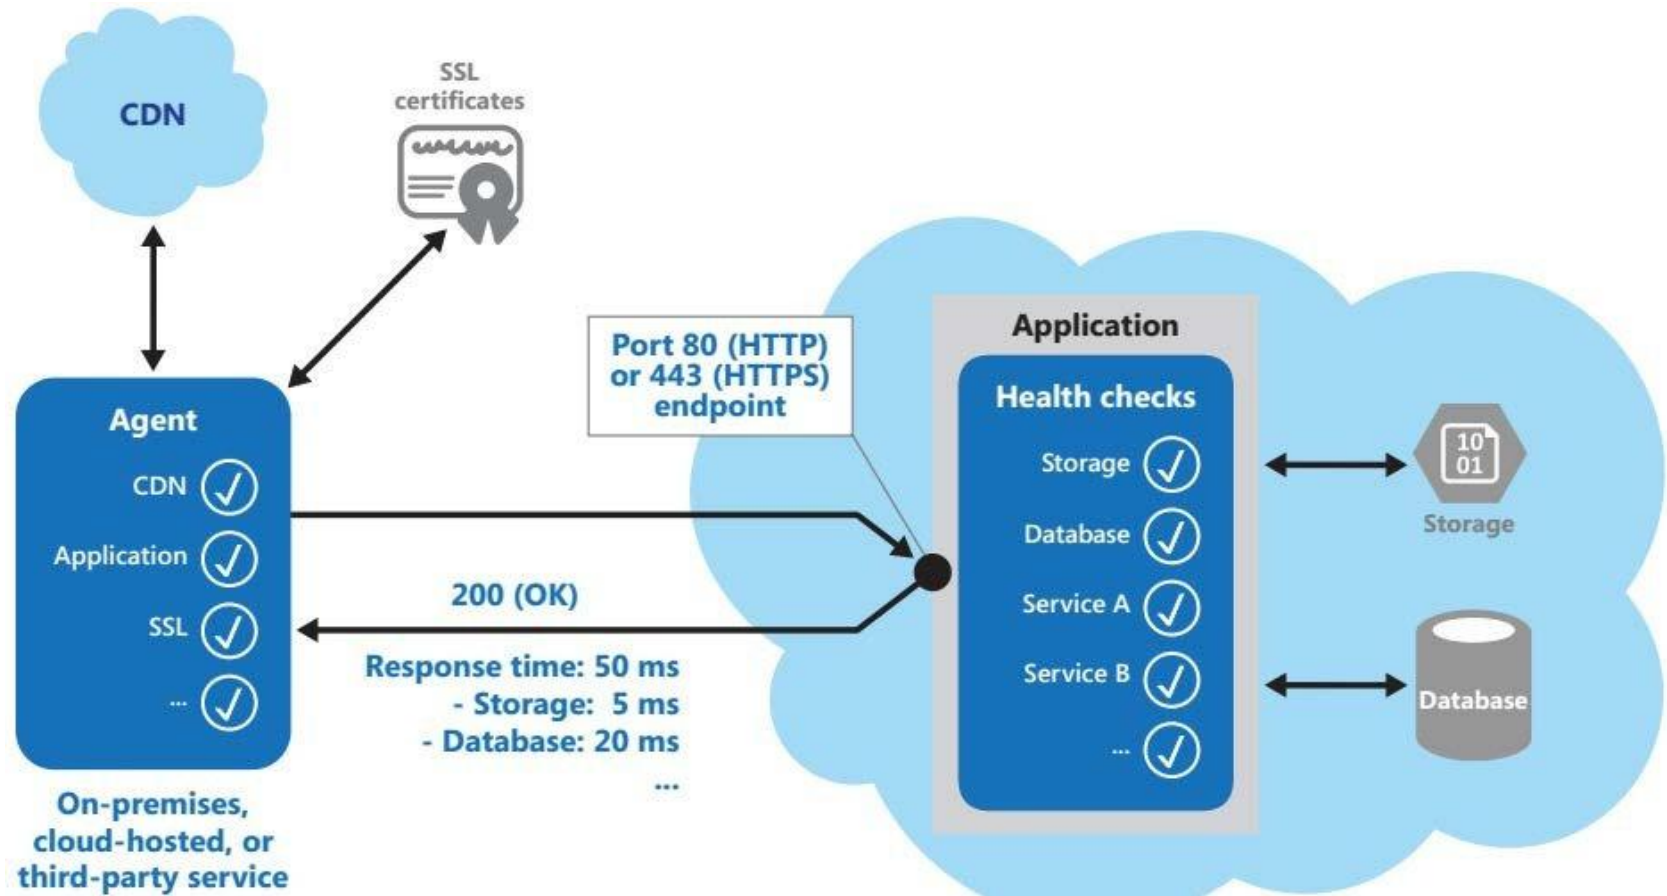 CDN
SSL
certificates
Agent
CDN
Application
SSL
...
On-premises,
cloud-hosted, or
third-party service
200 (OK)
Response time: 50 ms
- Storage: 5 ms
- Database: 20 ms
...
Port 80 (HTTP)
or 443 (HTTPS)
endpoint
Application
Health checks
Storage
Database
Service A
Service B
...
10
01
Storage
Database